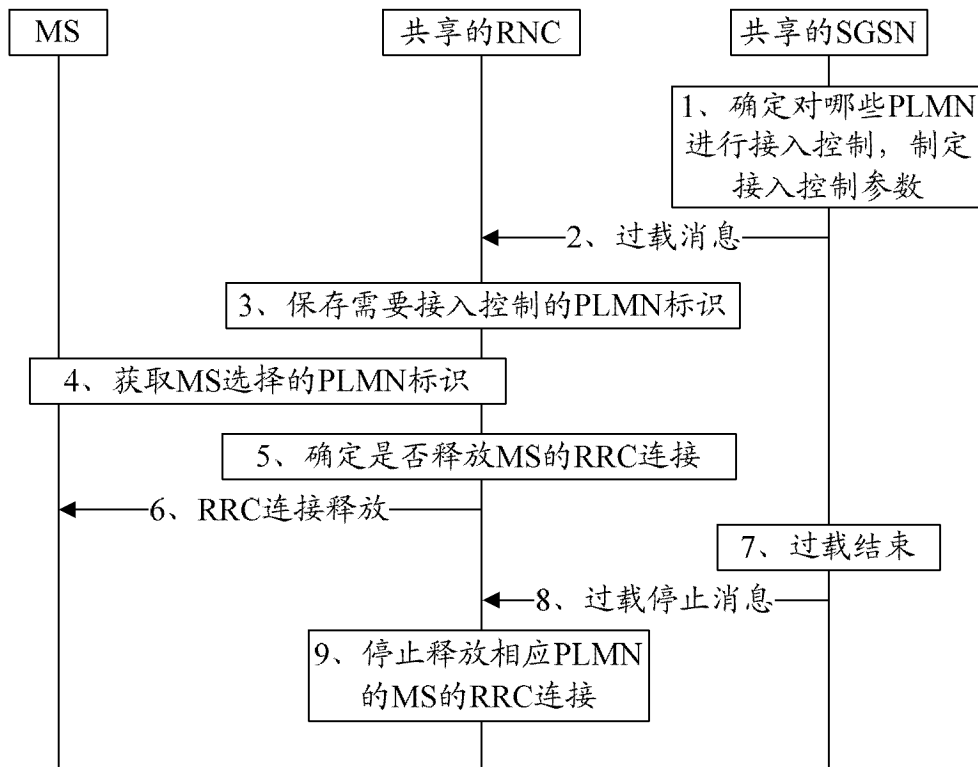 MS
共享的RNC
共享的SGSN
1、确定对哪些PLMN
进行接入控制，制定
接入控制参数
2、过载消息
3、保存需要接入控制的PLMN标识
4、获取MS选择的PLMN标识
5、确定是否释放MS的RRC连接
6、RRC连接释放
7、过载结束
8、过载停止消息
9、停止释放相应PLMN
的MS的RRC连接